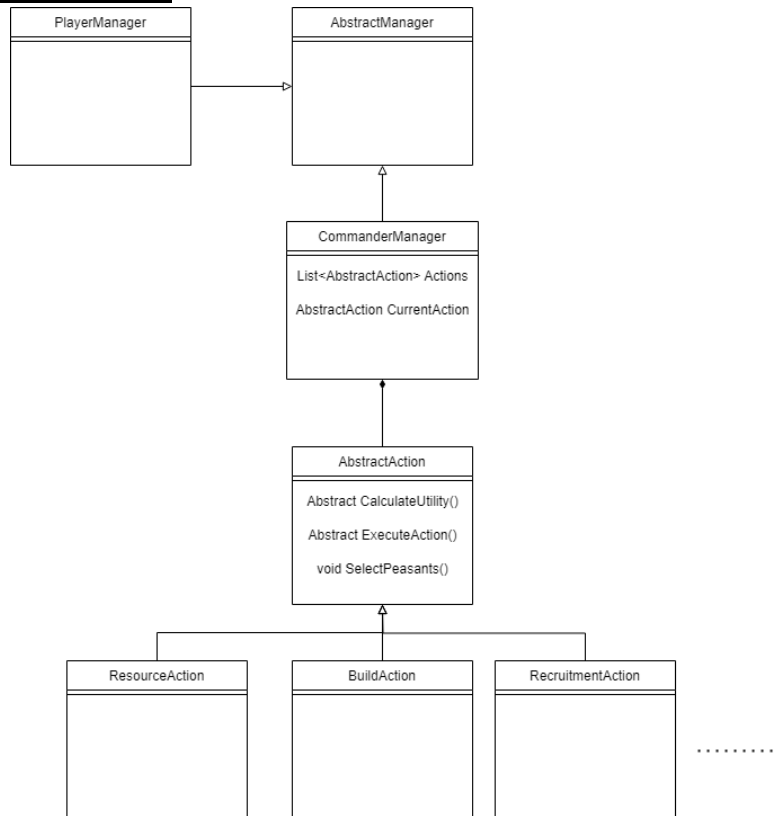 PlayerManager
AbstractManager
CommanderManager
List<AbstractAction> Actions
AbstractAction CurrentAction
AbstractAction
Abstract CalculateUtility()
Abstract ExecuteAction()
void SelectPeasants()
ResourceAction
BuildAction
RecruitmentAction
.........